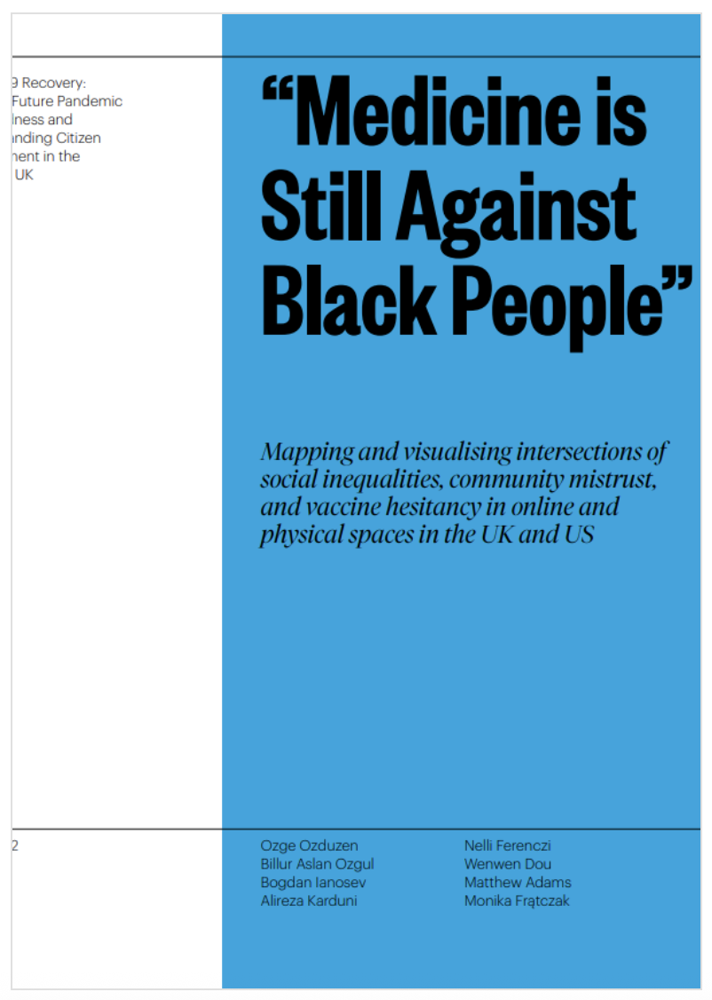 9 Recovery:
Future Pandemic
lness and
nding Citizen
ent in the
UK
“Medicine is
Still Against
Black People”
Mapping and visualising intersections of
social inequalities, community mistrust,
and vaccine hesitancy in online and
physical spaces in the UK and US
2
Ozge Ozduzen
Billur Aslan Ozgul
Bogdan Ianosev
Alireza Karduni
Nelli Ferenczi
Wenwen Dou
Matthew Adams
Monika Frątczak